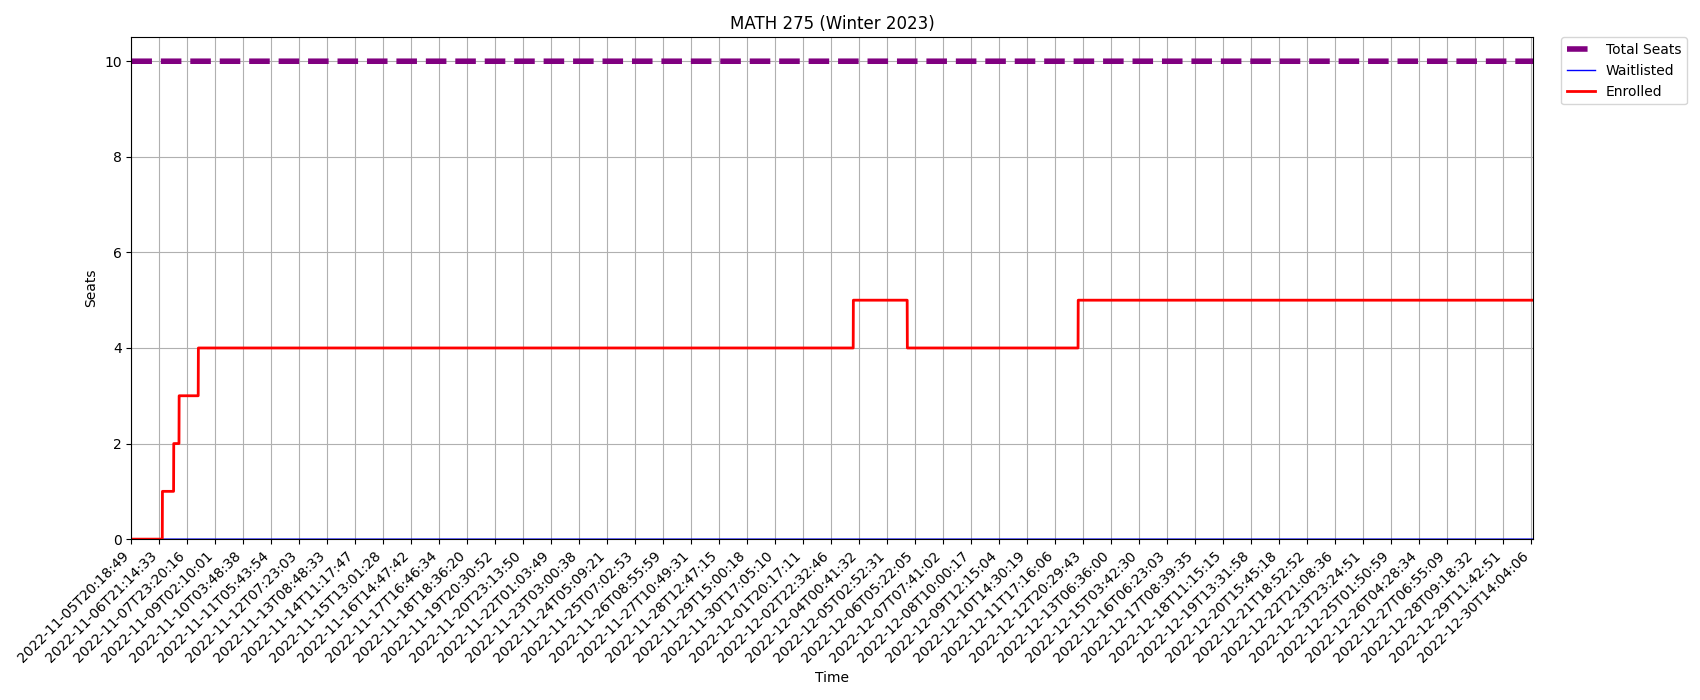 MATH 275 (Winter 2023)
Total Seats
Waitlisted
Enrolled
Seats
10
8
6
4
2
0
2022-11-05T20:18:49
2022-11-06T21:14:33
2022-11-07T23:20:16
2022-11-09T02:10:01
2022-11-10T03:48:38
2022-11-11T05:43:54
2022-11-12T07:23:03
2022-11-13T08:48:33
2022-11-14T11:17:47
2022-11-15T13:01:28
2022-11-16T14:47:42
2022-11-17T16:46:34
2022-11-18T18:36:20
2022-11-19T20:30:52
2022-11-20T23:13:50
2022-11-22T01:03:49
2022-11-23T03:00:38
2022-11-24T05:09:21
2022-11-25T07:02:53
2022-11-26T08:55:59
2022-11-27T10:49:31
2022-11-28T12:47:15
2022-11-29T15:00:18
2022-11-30T17:05:10
2022-12-01T20:17:11
2022-12-02T22:32:46
2022-12-04T00:41:32
2022-12-05T02:52:31
2022-12-06T05:22:05
2022-12-07T07:41:02
2022-12-08T10:00:17
2022-12-09T12:15:04
2022-12-10T14:30:19
2022-12-11T17:16:06
2022-12-12T20:29:43
2022-12-13T06:36:00
2022-12-15T03:42:30
2022-12-16T06:23:03
2022-12-17T08:39:35
2022-12-18T11:15:15
2022-12-19T13:31:58
2022-12-20T15:45:18
2022-12-21T18:52:52
2022-12-22T21:08:36
2022-12-23T23:24:51
2022-12-25T01:50:59
2022-12-26T04:28:34
2022-12-27T06:55:09
2022-12-28T09:18:32
2022-12-29T11:42:51
2022-12-30T14:04:06
Time